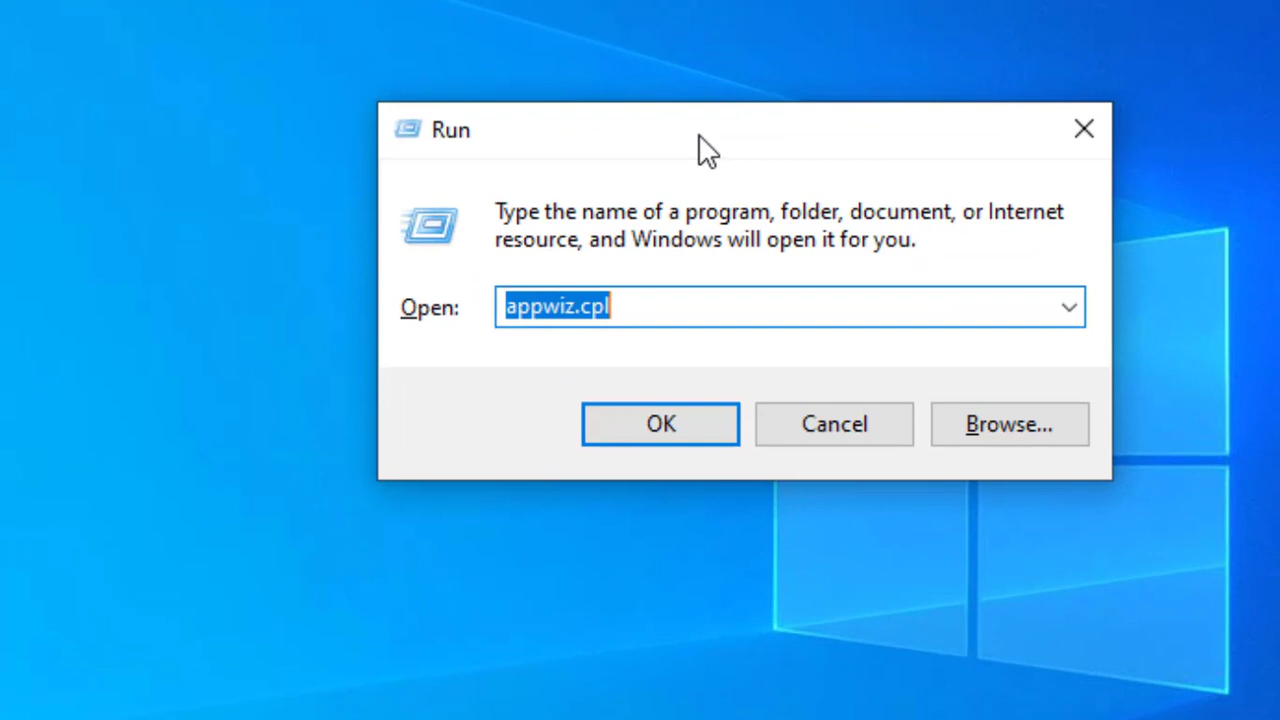 Run
Type the name of a program, folder, document, or Internet
resource, and Windows will open it for you.
Open: appwiz.cpl
OK Cancel Browse...